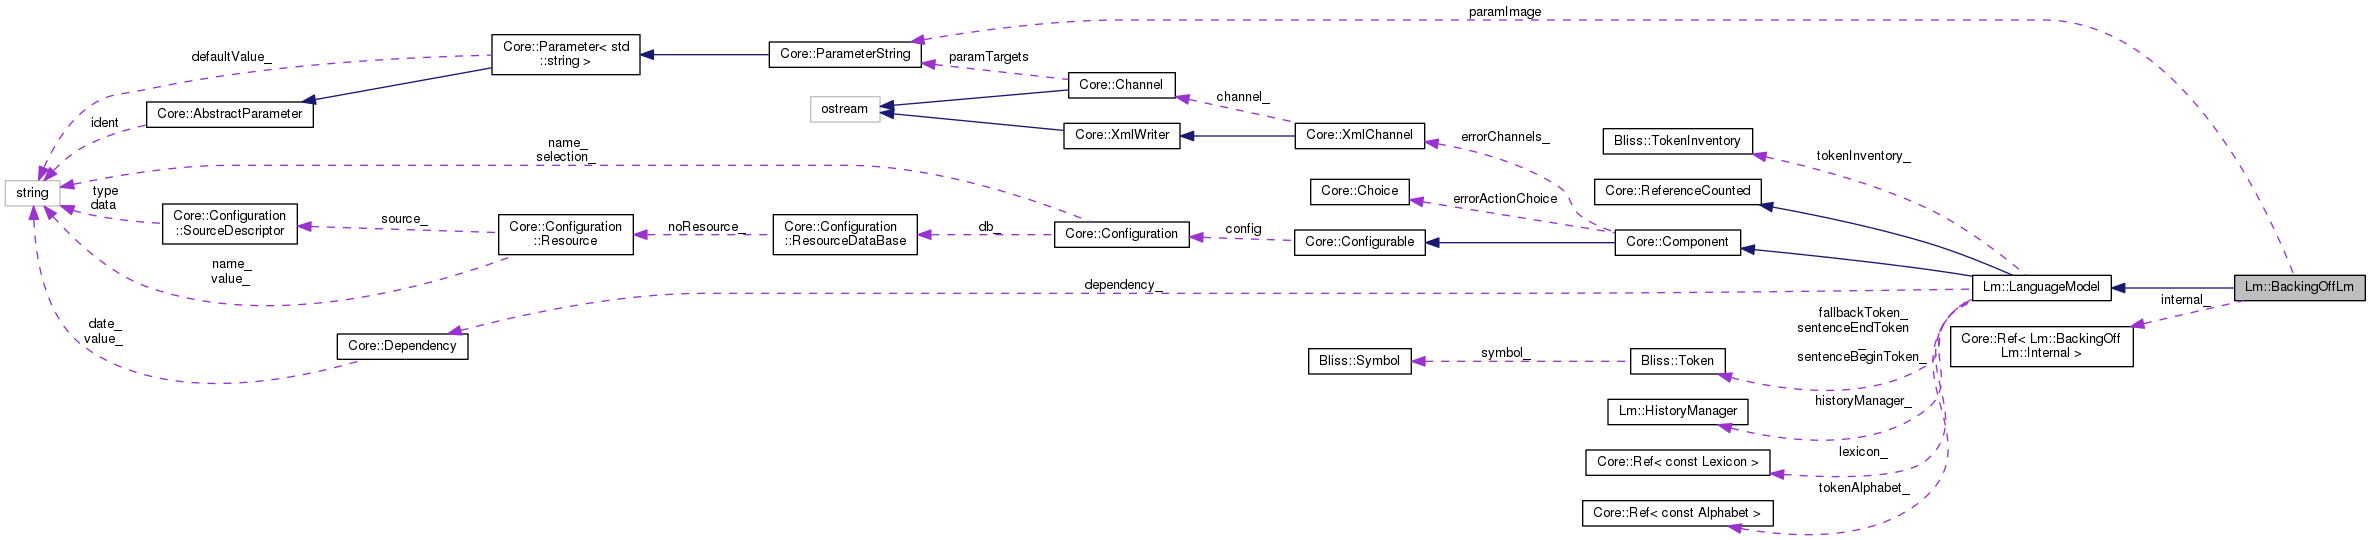 paramImage
defaultValue_
Core::Parameter< std
::string >
Core::ParameterString
paramTargets
Core::Channel
Core::AbstractParameter
ident
ostream
channel_
Core::XmlWriter
Core::XmlChannel
errorChannels_
Bliss::TokenInventory
tokenInventory_
name_
selection_
string
type
data
Core::Configuration
::SourceDescriptor
source_
Core::Configuration
::Resource
noResource_
Core::Configuration
::ResourceDataBase
db_
Core::Configuration
config
Core::Choice
errorActionChoice
Core::ReferenceCounted
Core::Configurable
Core::Component
name_
value_
dependency_
Lm::LanguageModel
Lm::BackingOffLm
internal_
date_
value_
Core::Dependency
fallbackToken_
sentenceEndToken
_
sentenceBeginToken_
Core::Ref< Lm::BackingOff
Lm::Internal >
Bliss::Symbol
symbol_
Bliss::Token
historyManager_
Lm::HistoryManager
lexicon_
Core::Ref< const Lexicon >
tokenAlphabet_
Core::Ref< const Alphabet >